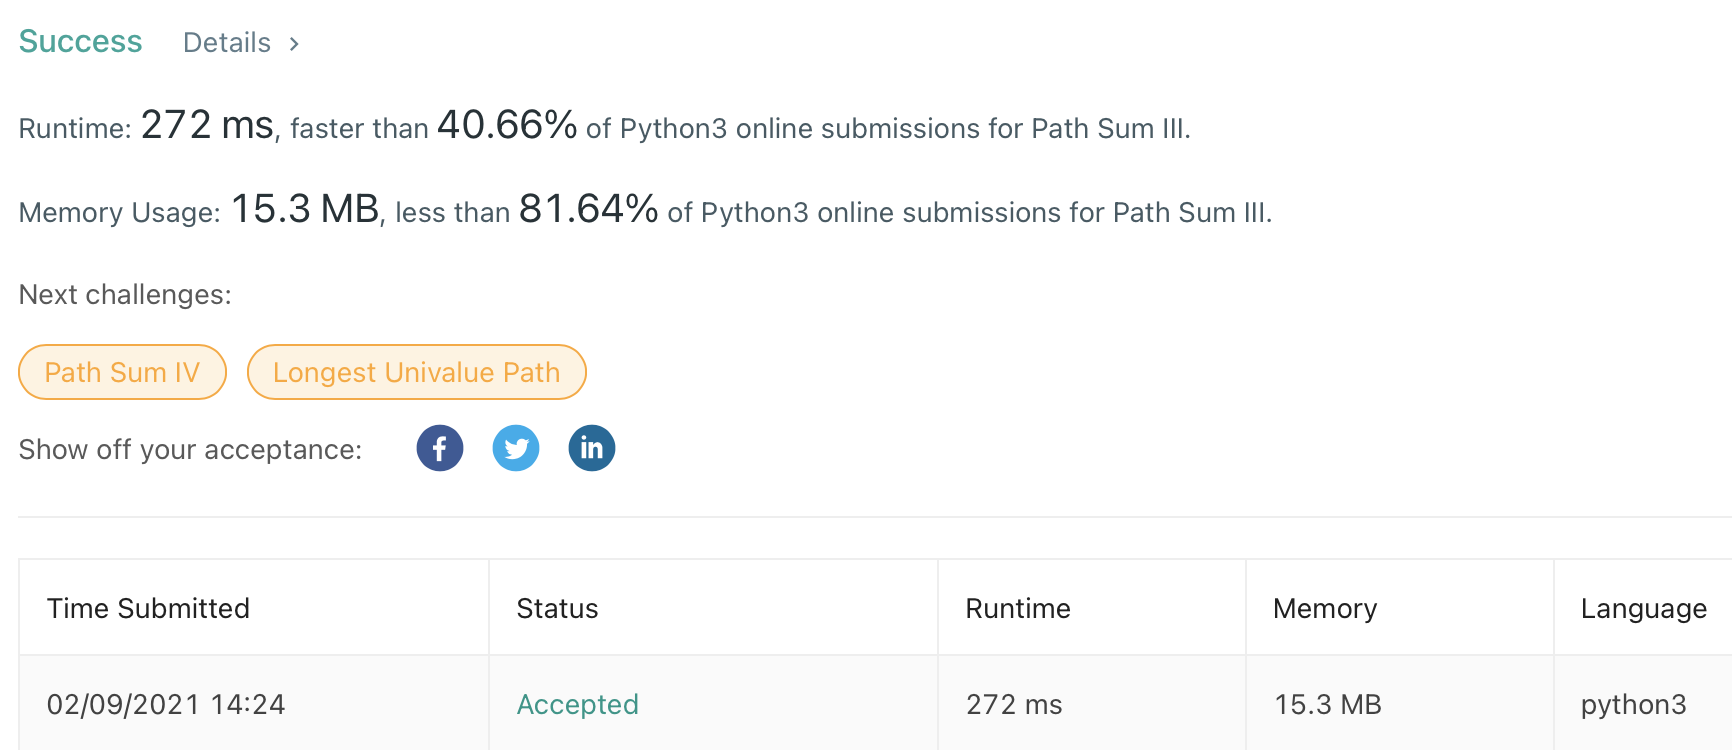 Success Details >
Runtime: 272 ms, faster than 40.66% of Python3 online submissions for Path Sum III.
Memory Usage: 15.3 MB, less than 81.64% of Python3 online submissions for Path Sum III.
Next challenges:
Path Sum IV Longest Univalue Path
Show off your acceptance: f in
Time Submitted Status Runtime Memory Language
02/09/2021 14:24 Accepted 272 ms 15.3 MB python3